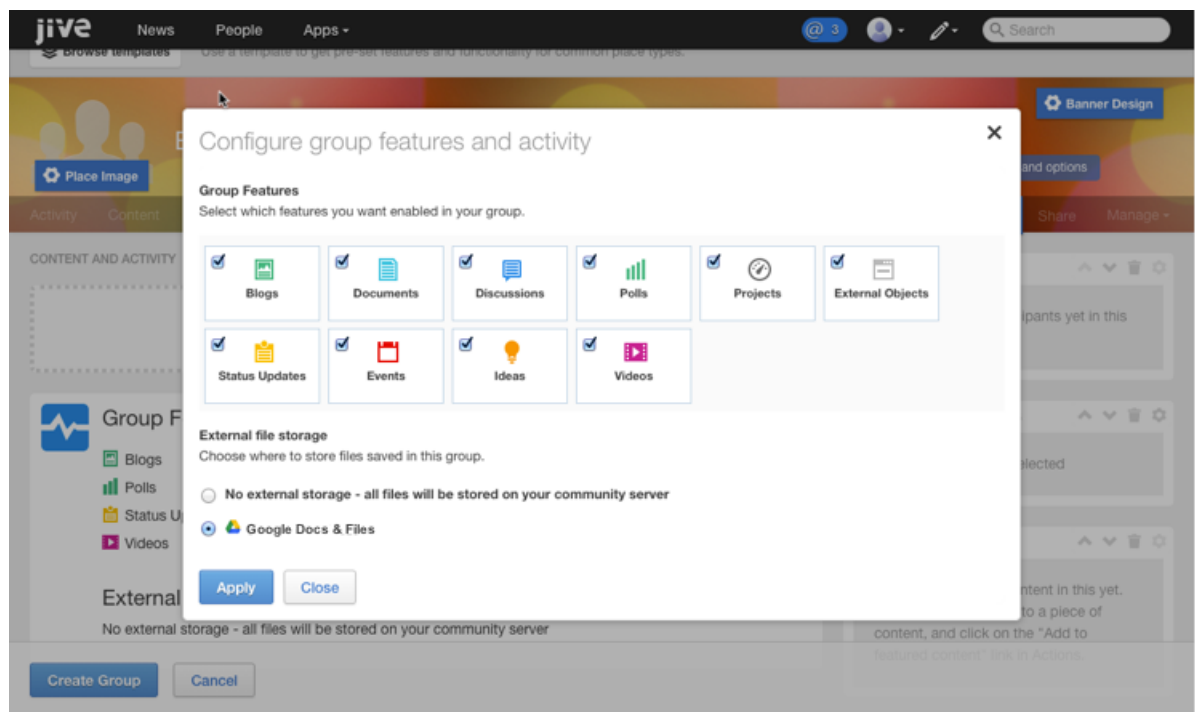 jive News People Apps @ 3 Search
Browse templates Use a template to get pre-set features and functionality for common place types.
Banner Design
Configure group features and activity
Place Image
and options
Group Features
Select which features you want enabled in your group.
Activity Content Share Manage
CONTENT AND ACTIVITY
Blogs Documents Discussions Polls Projects External Objects
yet in this
Status Updates Events Ideas Videos
Group
External file storage
Choose where to store files saved in this group.
Blogs
Polls
No external storage - all files will be stored on your community server
Status
Google Docs & Files
Videos
Apply Close
in this yet.
External
to a piece of
No external storage - all files will be stored on your community server
content, and click on the "Add to
featured content" link in Actions.
Create Group Cancel